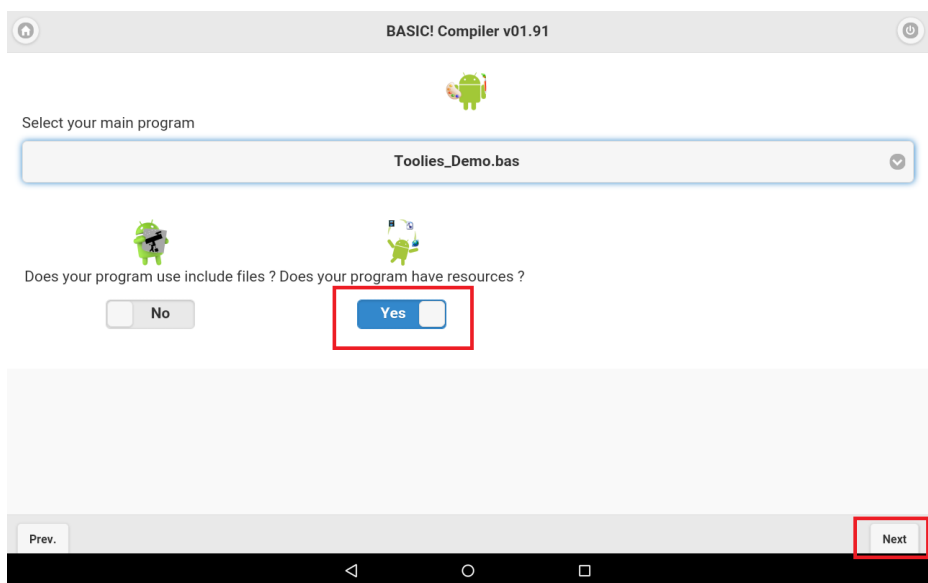 BASIC! Compiler v01.91
Select your main program
Toolies_Demo.bas
Does your program use include files ? Does your program have resources ?
No Yes
Prev. Next